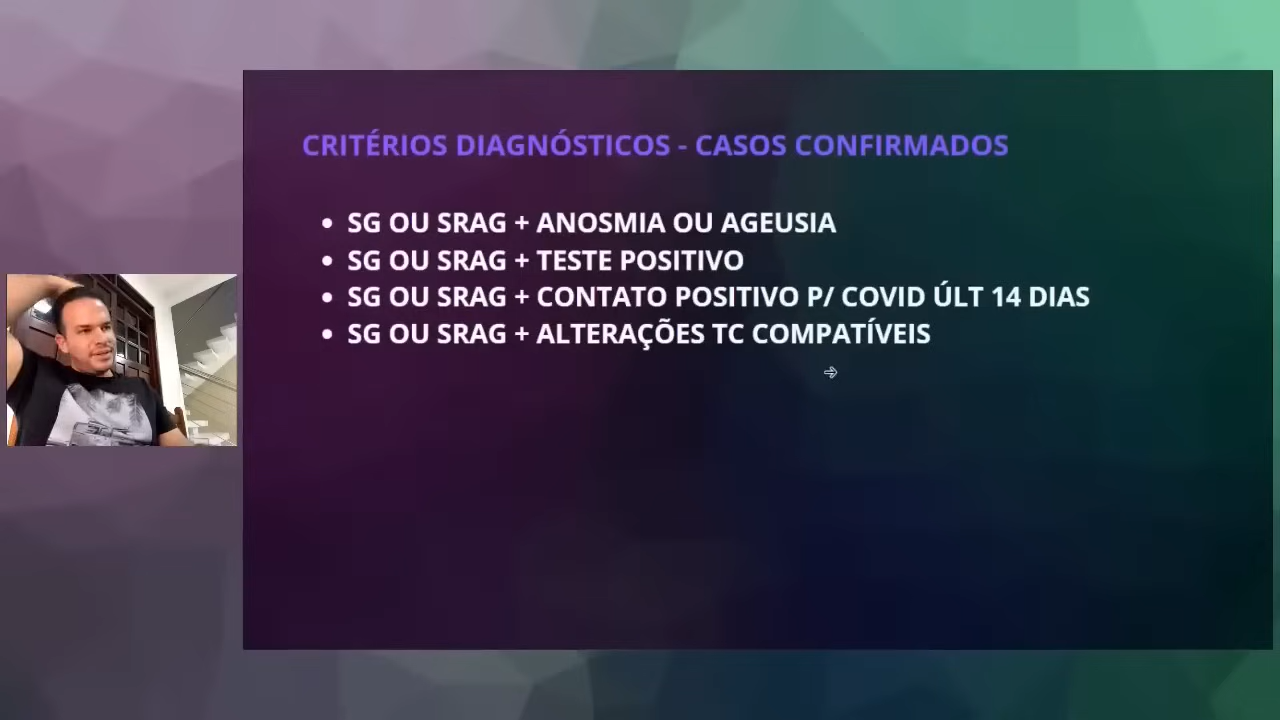 CRITÉRIOS DIAGNÓSTICOS - CASOS CONFIRMADOS
• SG OU SRAG + ANOSMIA OU AGEUSIA
• SG OU SRAG + TESTE POSITIVO
• SG OU SRAG + CONTATO POSITIVO P/ COVID ÚLT 14 DIAS
• SG OU SRAG + ALTERAÇÕES TC COMPATÍVEIS